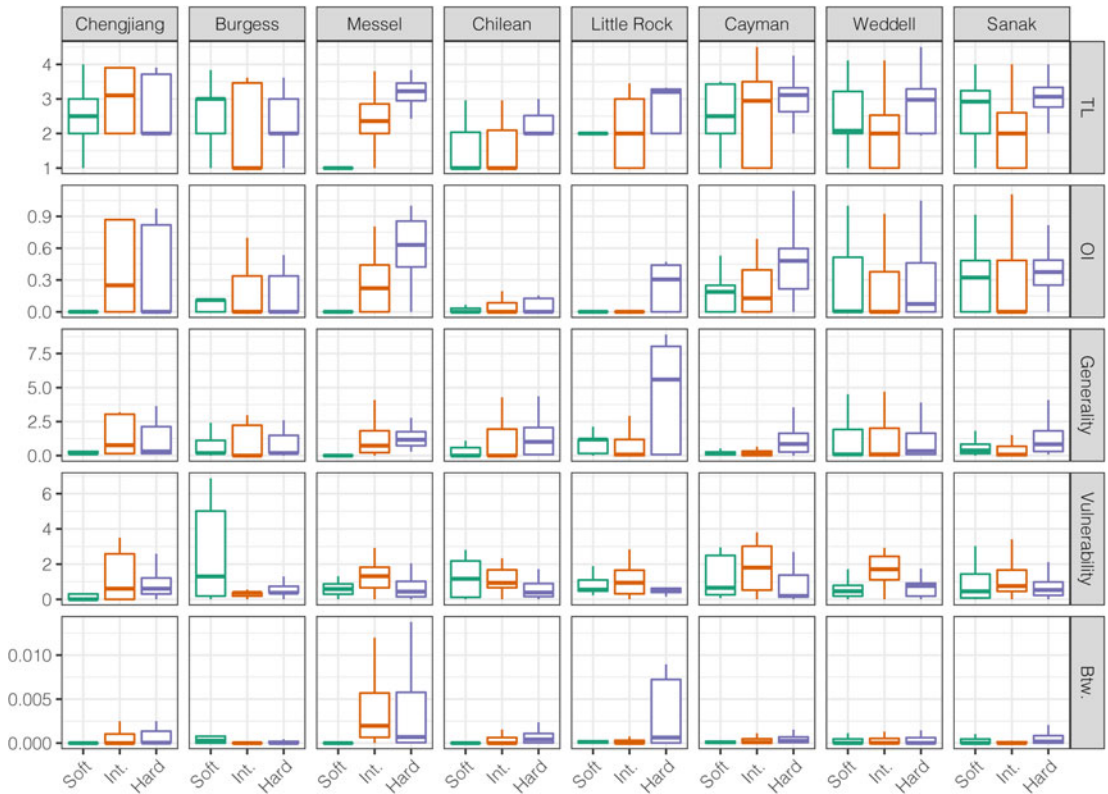 Chengjiang Burgess Messel Chilean Little Rock Cayman Weddell Sanak
4
3
2
1
TL
0.9
0.6
0.3
0.0
OI
7.5
5.0
2.5
0.0
Generality
6
4
2
0
Vulnerability
0.010
0.005
0.000
Btw.
Soft Int. Hard Soft Int. Hard Soft Int. Hard Soft Int. Hard Soft Int. Hard Soft Int. Hard Soft Int. Hard Soft Int. Hard